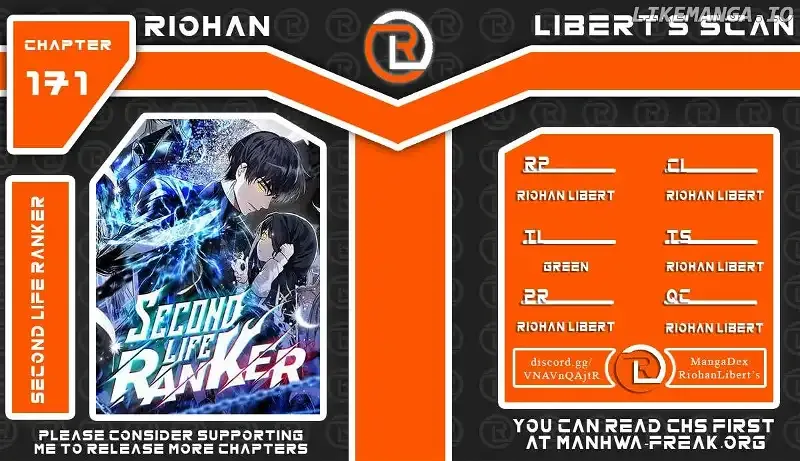 LIKEMANGA.IO
CHAPTER
171
RIOHAN
LIBERT'S SCAN
SECOND LIFE RANKER
SECOND
LIFE
RANKER
PLEASE CONSIDER SUPPORTING
ME TO RELEASE MORE CHAPTERS
RP
RIOHAN LIBERT
CL
RIOHAN LIBERT
IL
GREEN
IS
RIOHAN LIBERT
PR
RIOHAN LIBERT
QC
RIOHAN LIBERT
discord.gg/
VNAVnQAjtR
MangaDex
RiohanLibert's
YOU CAN READ CHS FIRST
AT MANHWA-FREAK.ORG